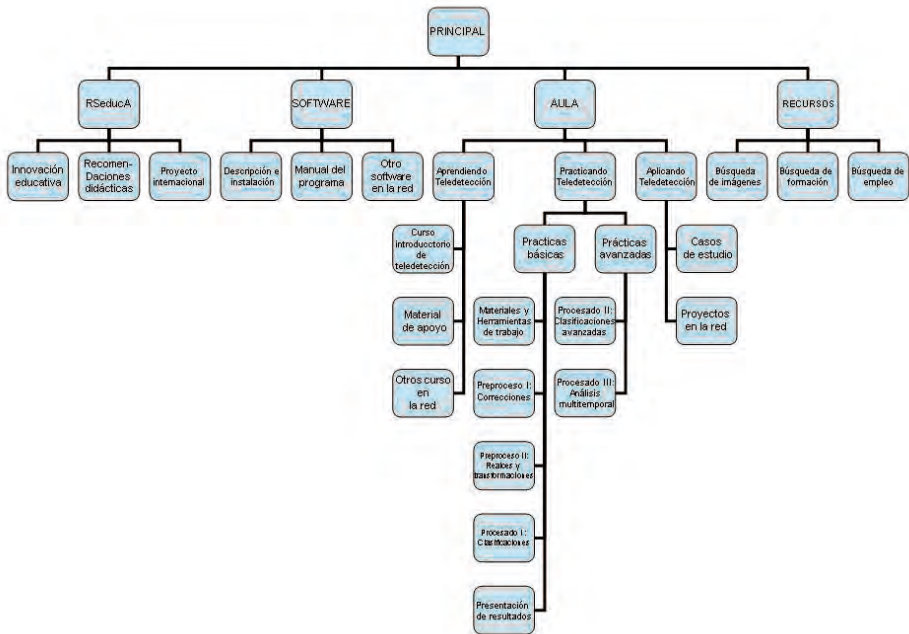 PRINCIPAL
RSeducA
SOFTWARE
AULA
RECURSOS
Innovación
educativa
Recomen-
Daciones
didácticas
Proyecto
internacional
Descripción e
instalación
Manual del
programa
Otro
software
en la red
Aprendiendo
Teledetección
Practicando
Teledetección
Aplicando
Teledetección
Búsqueda
de imágenes
Búsqueda de
formación
Búsqueda de
empleo
Curso
introductorio
de
teledetección
Practicas
básicas
Prácticas
avanzadas
Casos
de estudio
Material
de apoyo
Materiales y
Herramientas
de trabajo
Procesado II:
Clasificaciones
avanzadas
Proyectos
en la red
Otros curso
en
la red
Preproceso I:
Correcciones
Procesado III:
Análisis
multitemporal
Preproceso II:
Realces y
transformaciones
Procesado I:
Clasificaciones
Presentación
de resultados